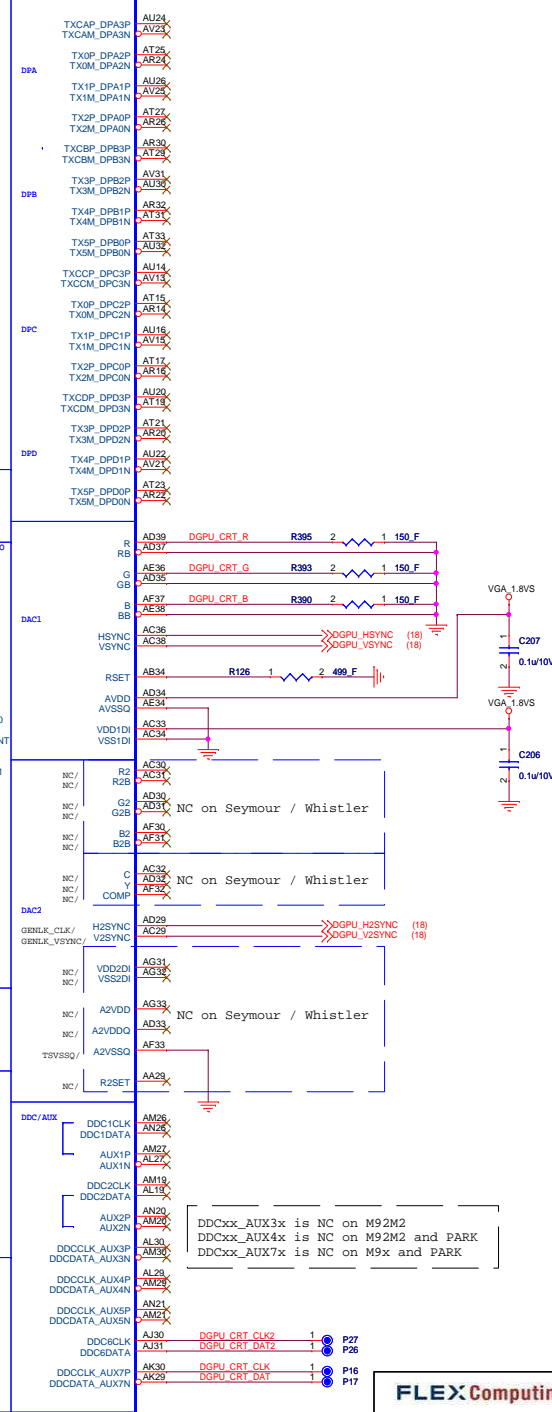 TXCAP_DPA3P AU24
TXCAM_DPA3N AV23
TX0P_DPA2P AT25
TX0M_DPA2N AR24
DPA
TX1P_DPA1P AU26
TX1M_DPA1N AV25
TX2P_DPA0P AT27
TX2M_DPA0N AR26
TXCBP_DPB3P AR30
TXCBM_DPB3N AT29
TX3P_DPB2P AV31
TX3M_DPB2N AU30
DPB
TX4P_DPB1P AR32
TX4M_DPB1N AT31
TX5P_DPB0P AT33
TX5M_DPB0N AU32
TXCCP_DPC3P AU14
TXCCM_DPC3N AV13
TX0P_DPC2P AT15
TX0M_DPC2N AR14
DPC
TX1P_DPC1P AU16
TX1M_DPC1N AV15
TX2P_DPC0P AT17
TX2M_DPC0N AR16
TXCDP_DPD3P AU20
TXCDM_DPD3N AT19
TX3P_DPD2P AT21
TX3M_DPD2N AR20
DPD
TX4P_DPD1P AU22
TX4M_DPD1N AV21
TX5P_DPD0P AT23
TX5M_DPD0N AR22
R AD39 DGPU_CRT_R R395 2 1 150_F
RB AD37
G AE36 DGPU_CRT_G R393 2 1 150_F
GB AD35
VGA_1.8VS
B AF37 DGPU_CRT_B R390 2 1 150_F
BB AE38
DAC1
HSYNC AC36 DGPU_HSYNC (18)
VSYNC AC38 DGPU_VSYNC (18)
1 C207
2 0.1u/10V
RSET AB34 R126 1 2 499_F
AVDD AD34
AVSSQ AE34
VGA_1.8VS
VDD1DI AC33
VSS1DI AC34
NT
1 C206
2 0.1u/10V
NC/ R2 AC30
NC/ R2B AC31
NC/ G2 AD30
NC/ G2B AD31
NC on Seymour / Whistler
NC/ B2 AF30
NC/ B2B AF31
NC/ C AC32
NC/ Y AD32
NC/ COMP AF32
NC on Seymour / Whistler
DAC2
GENLK_CLK/ H2SYNC AD29 DGPU_H2SYNC (18)
GENLK_VSYNC/ V2SYNC AC29 DGPU_V2SYNC (18)
NC/ VDD2DI AG31
NC/ VSS2DI AG32
NC/ A2VDD AG33
NC on Seymour / Whistler
NC/ A2VDDQ AD33
TSVSSQ/ A2VSSQ AF33
NC/ R2SET AA29
DDC/AUX
DDC1CLK AM26
DDC1DATA AN26
AUX1P AM27
AUX1N AL27
DDC2CLK AM19
DDC2DATA AL19
AUX2P AN20
AUX2N AM20
DDCxx_AUX3x is NC on M92M2
DDCxx_AUX4x is NC on M92M2 and PARK
DDCxx_AUX7x is NC on M9x and PARK
DDCCLK_AUX3P AL30
DDCDATA_AUX3N AM30
DDCCLK_AUX4P AL29
DDCDATA_AUX4N AM29
DDCCLK_AUX5P AN21
DDCDATA_AUX5N AM21
DDC6CLK AJ30 DGPU_CRT_CLK2 1 P27
DDC6DATA AJ31 DGPU_CRT_DAT2 1 P26
DDCCLK_AUX7P AK30 DGPU_CRT_CLK 1 P16
DDCDATA_AUX7N AK29 DGPU_CRT_DAT 1 P17
FLEX Computin